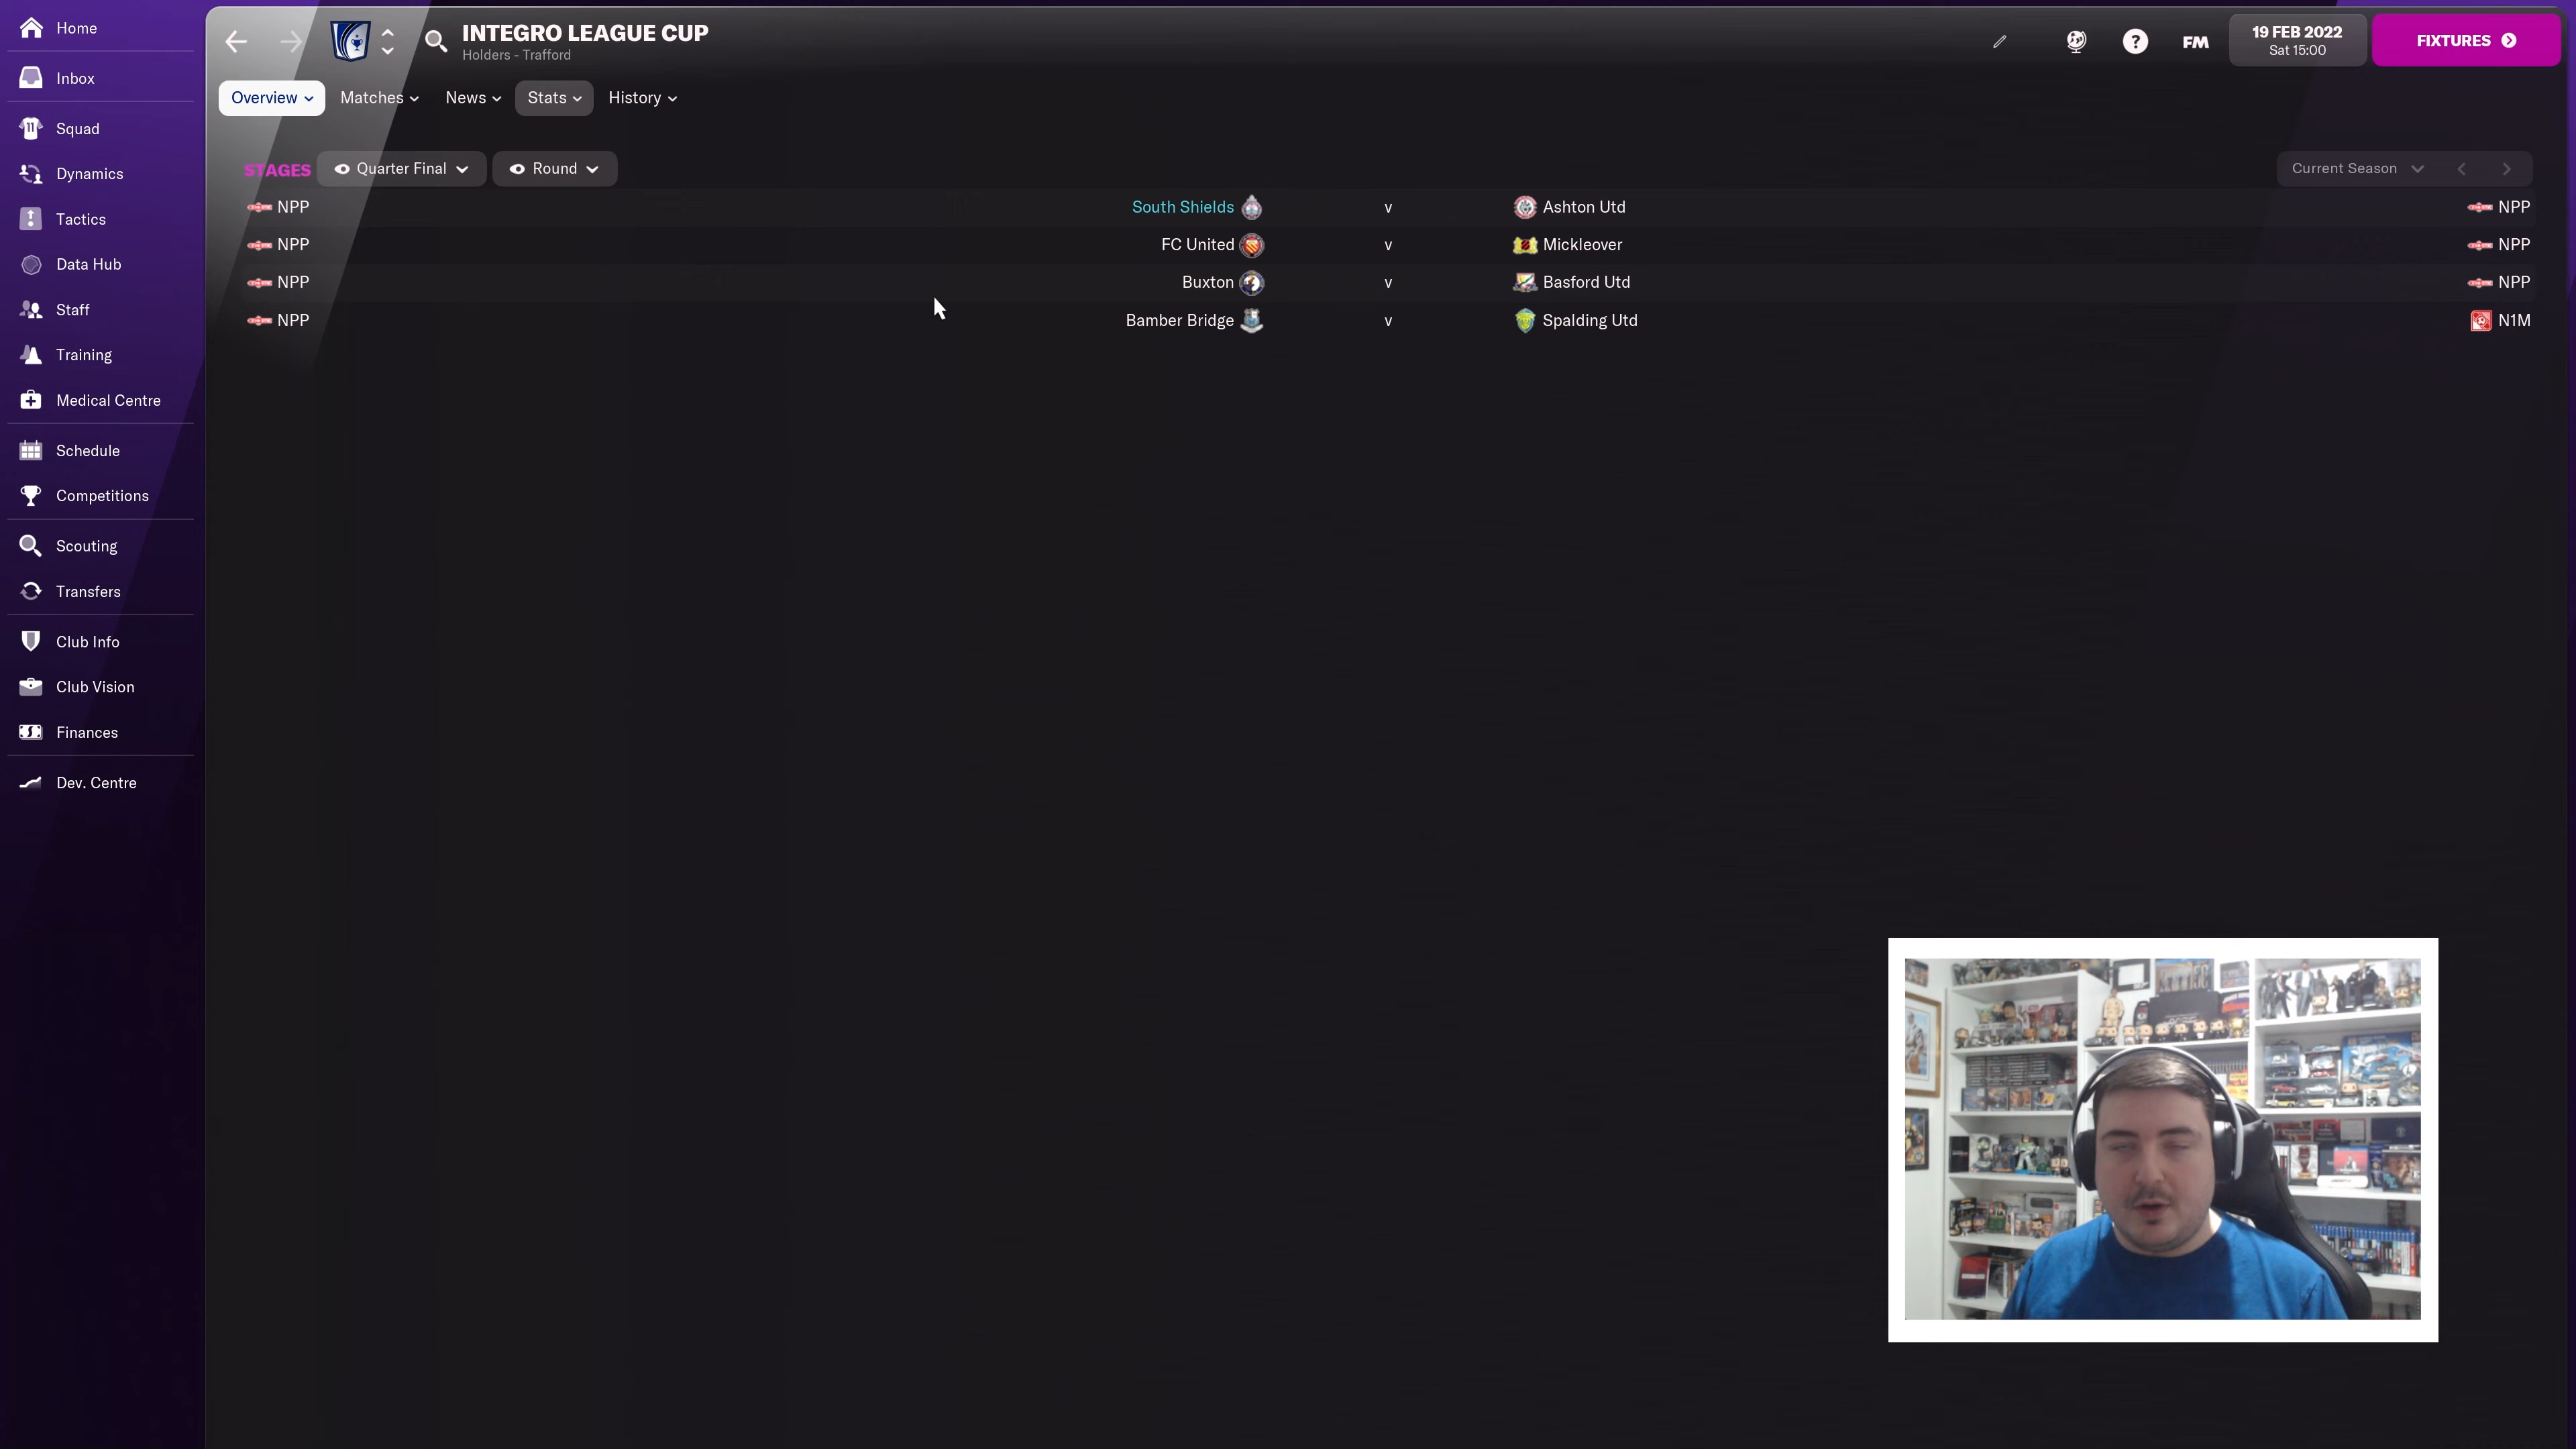 Home
Inbox
Squad
Dynamics
Tactics
Data Hub
Staff
Training
Medical Centre
Schedule
Competitions
Scouting
Transfers
Club Info
Club Vision
Finances
Dev. Centre
INTEGRO LEAGUE CUP
Holders - Trafford
FM
19 FEB 2022
Sat 15:00
FIXTURES
Overview Matches News Stats History
STAGES Quarter Final Round Current Season
NPP South Shields v Ashton Utd NPP
NPP FC United v Mickleover NPP
NPP Buxton v Basford Utd NPP
NPP Bamber Bridge v Spalding Utd N1M